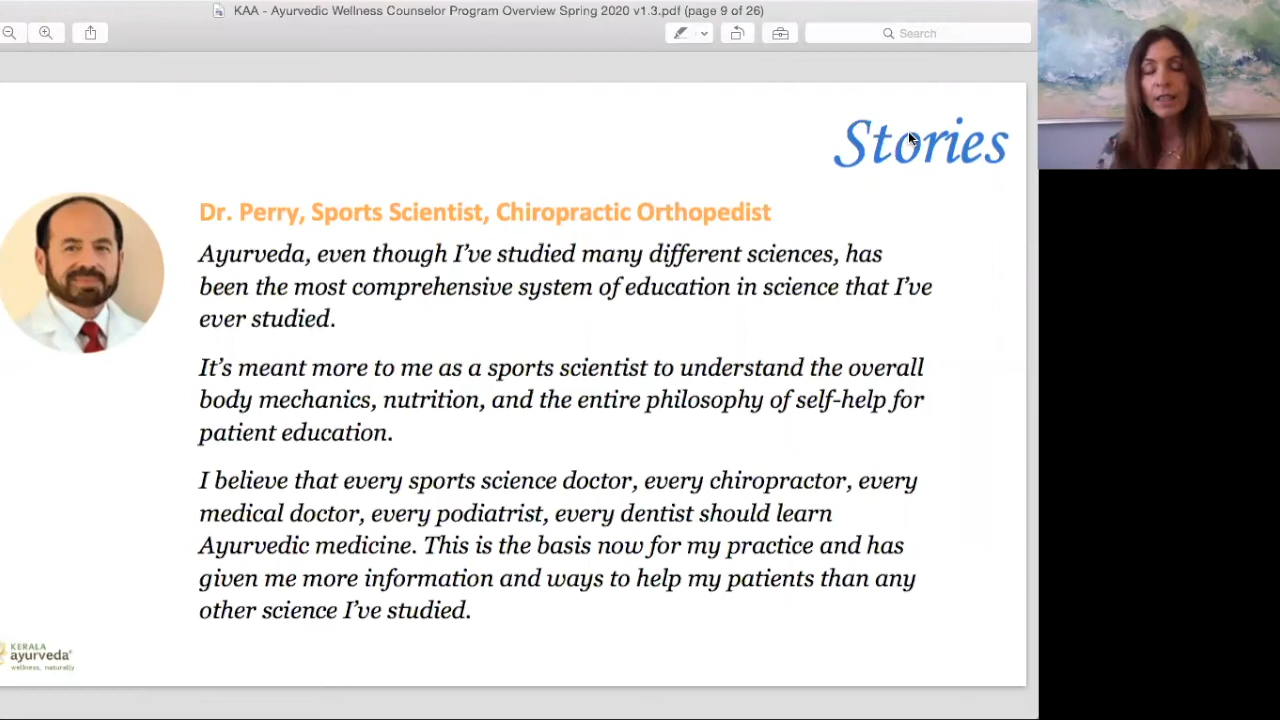 KAA - Ayurvedic Wellness Counselor Program Overview Spring 2020 v1.3.pdf (page 9 of 26)
Search
Stories
Dr. Perry, Sports Scientist, Chiropractic Orthopedist
Ayurveda, even though I’ve studied many different sciences, has
been the most comprehensive system of education in science that I’ve
ever studied.
It’s meant more to me as a sports scientist to understand the overall
body mechanics, nutrition, and the entire philosophy of self-help for
patient education.
I believe that every sports science doctor, every chiropractor, every
medical doctor, every podiatrist, every dentist should learn
Ayurvedic medicine. This is the basis now for my practice and has
given me more information and ways to help my patients than any
other science I’ve studied.
KERALA
ayurveda
wellness, naturally